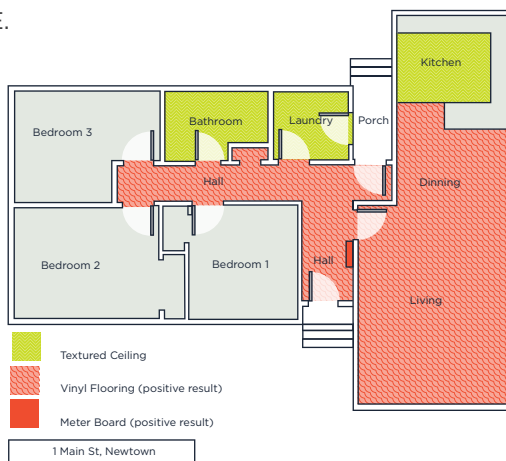 E.
Kitchen
Bedroom 3
Bathroom
Laundry
Porch
Hall
Dinning
Bedroom 2
Bedroom 1
Hall
Living
Textured Ceiling
Vinyl Flooring (positive result)
Meter Board (positive result)
1 Main St, Newtown